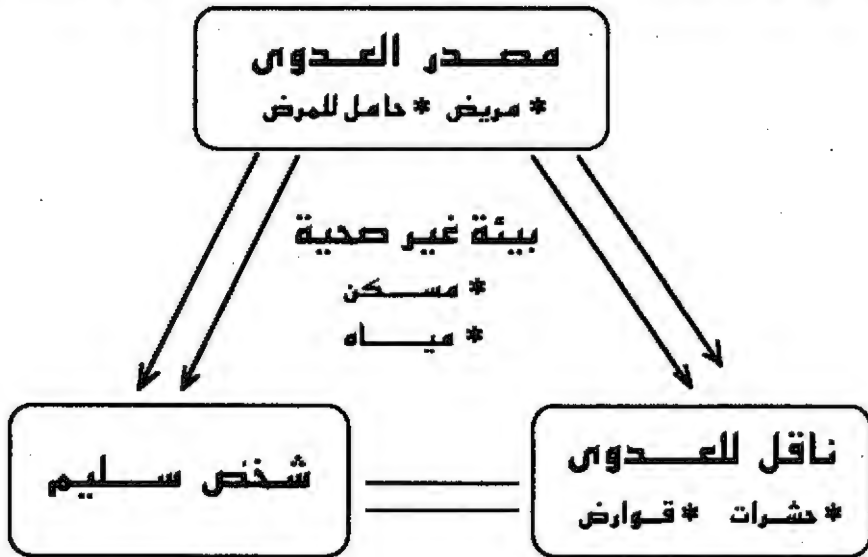 مصدر العدوى
* مريض * حامل للمرض
بيئة غير صحية
* مسكن
* مياه
ناقل للعدوى
* حشرات * قوارض
شخص سليم